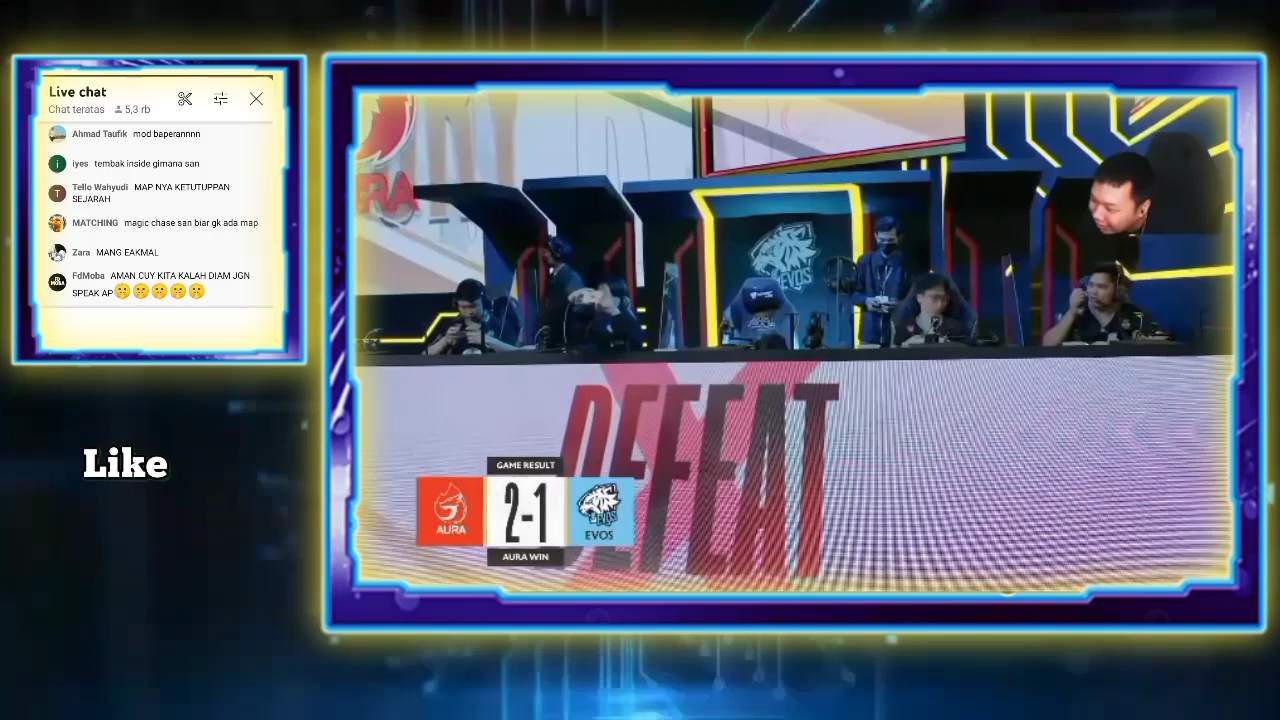 Live chat
Chat teratas 5,3 rb
Ahmad Taufik mod baperannnn
i iyes tembak inside gimana san
T Tello Wahyudi MAP NYA KETUTUPPAN
SEJARAH
MATCHING magic chase san biar gk ada map
Zara MANG EAKMAL
FdMoba AMAN CUY KITA KALAH DIAM JGN
SPEAK AP
Like
EVOS
DEFEAT
GAME RESULT
AURA 2-1 EVOS
AURA WIN